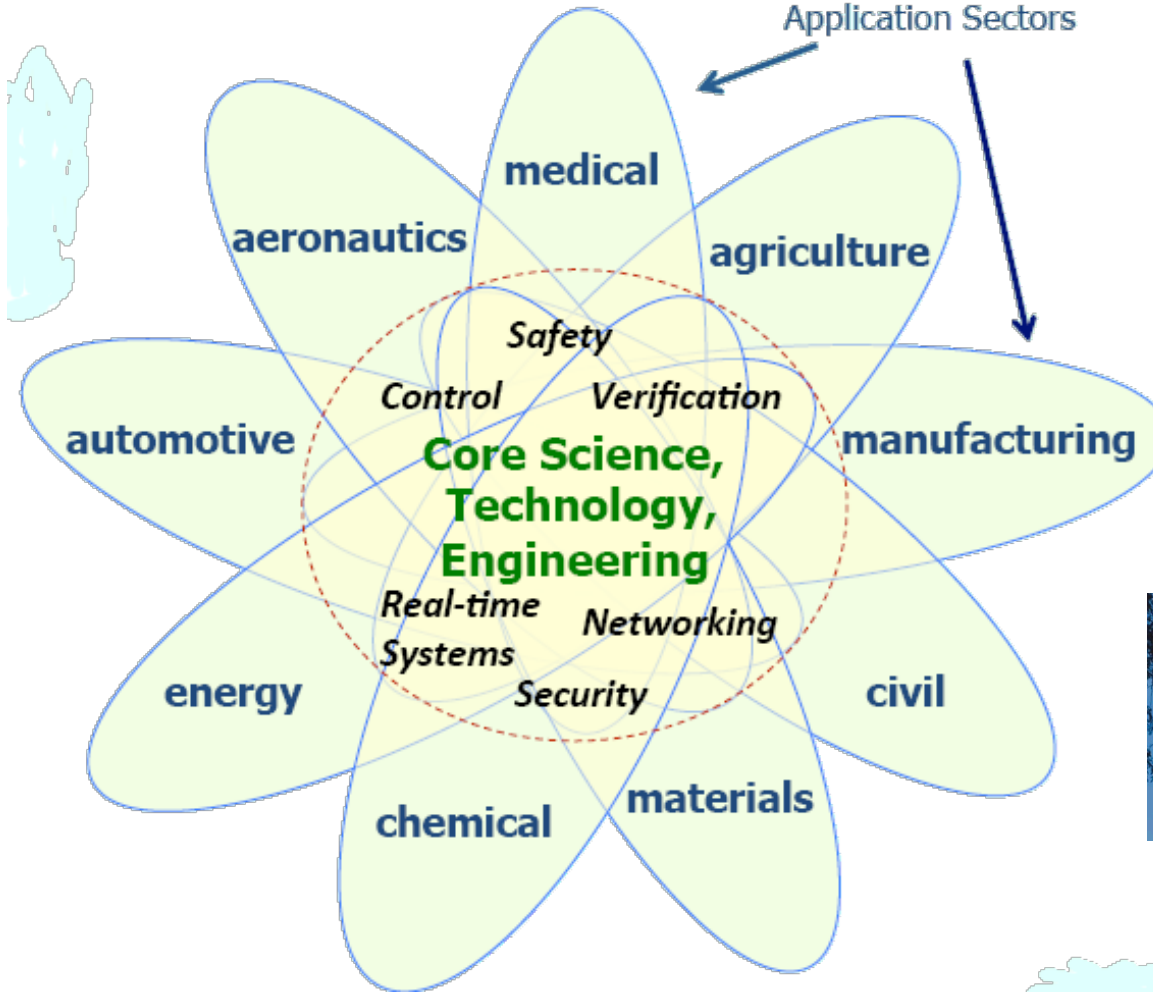 Application Sectors
medical
aeronautics
agriculture
Safety
Control
Verification
automotive
manufacturing
Core Science,
Technology,
Engineering
Real-time
Systems
Networking
Security
energy
civil
chemical
materials